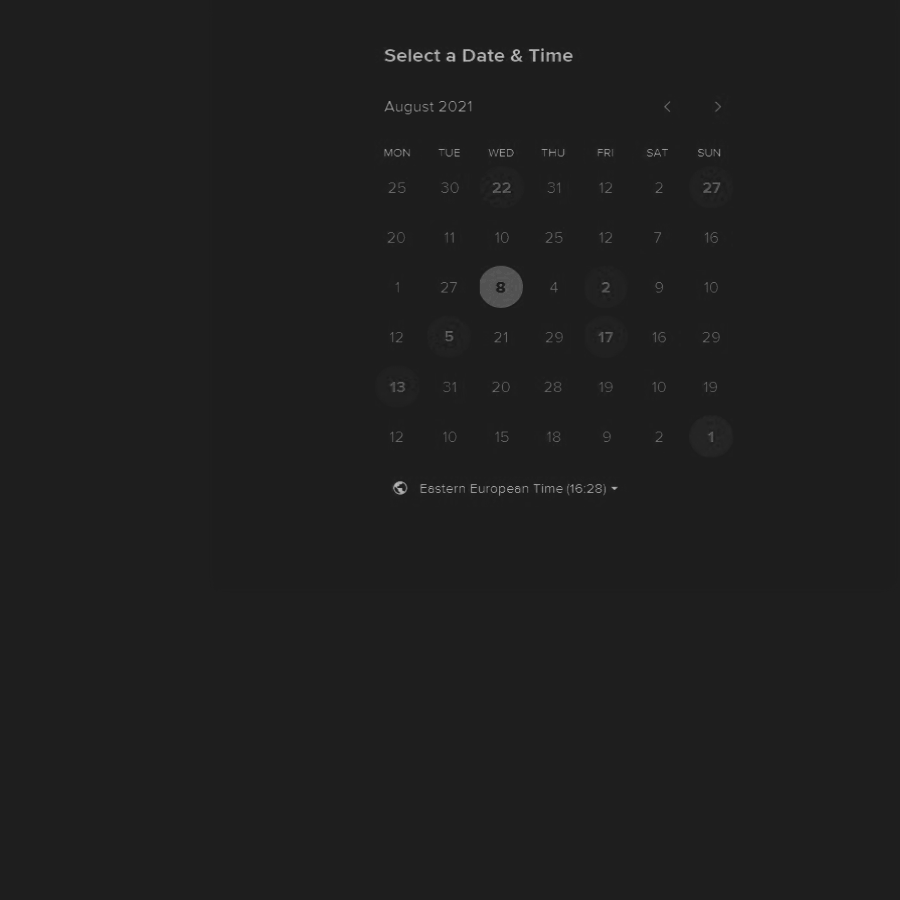 Select a Date & Time
August 2021
MON TUE WED THU FRI SAT SUN
25 30 22 31 12 2 27
20 11 10 25 12 7 16
1 27 8 4 2 9 10
12 5 21 29 17 16 29
13 31 20 28 19 10 19
12 10 15 18 9 2 1
Eastern European Time (16:28)